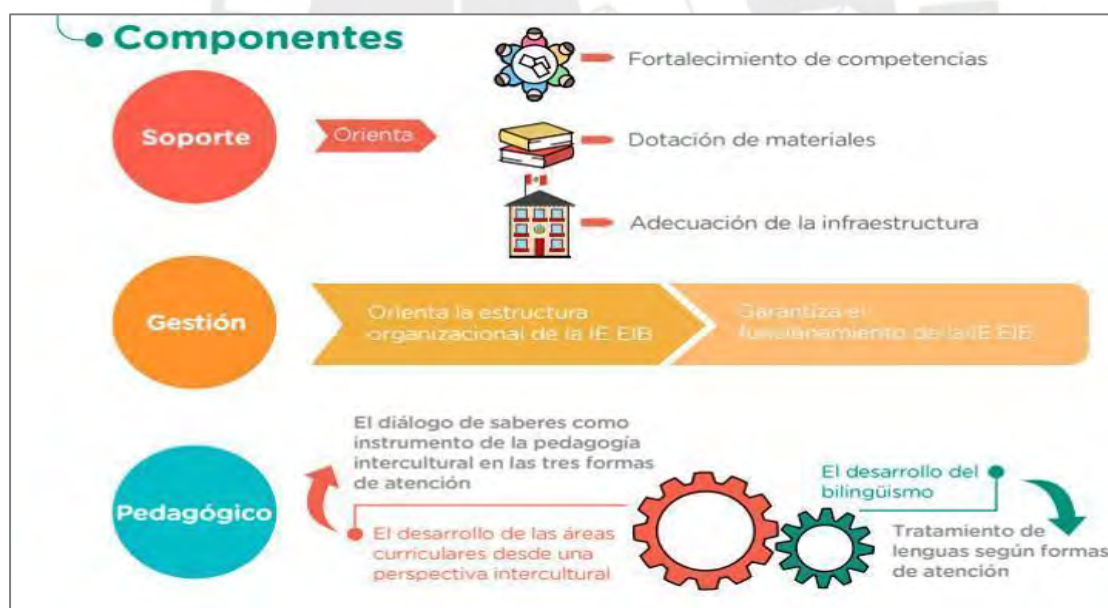 Componentes
Soporte
Orienta
Fortalecimiento de competencias
Dotación de materiales
Adecuación de la infraestructura
Gestión
Orienta la estructura
organizacional de la IE EIB
Garantiza el
funcionamiento de la IE EIB
Pedagógico
El diálogo de saberes como
instrumento de la pedagogía
intercultural en las tres formas
de atención
El desarrollo de las áreas
curriculares desde una
perspectiva intercultural
El desarrollo del
bilingüismo
Tratamiento de
lenguas según formas
de atención